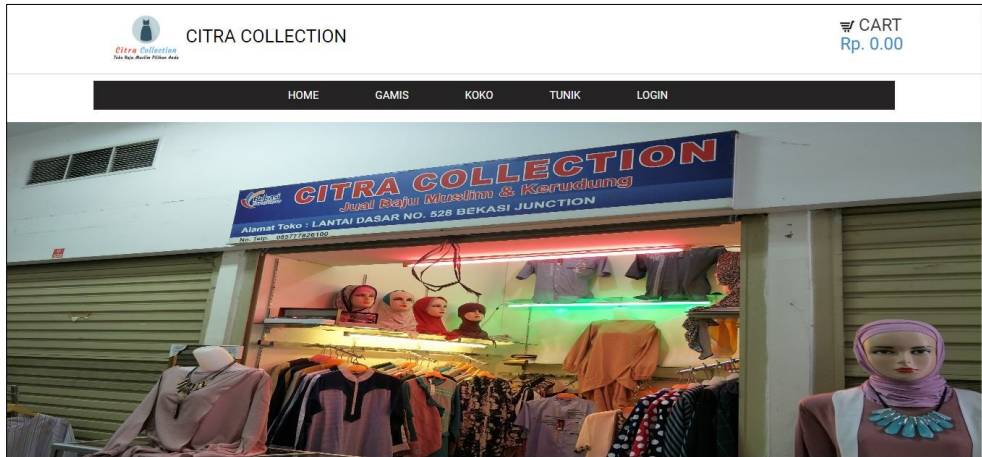 Citra Collection
Toko Baju Muslim Pilihan Anda
CITRA COLLECTION
CART
Rp. 0.00
HOME GAMIS KOKO TUNIK LOGIN
CITRA COLLECTION
Jual Baju Muslim & Kerudung
Alamat Toko : LANTAI DASAR NO. 528 BEKASI JUNCTION
No. Telp. 085777826100